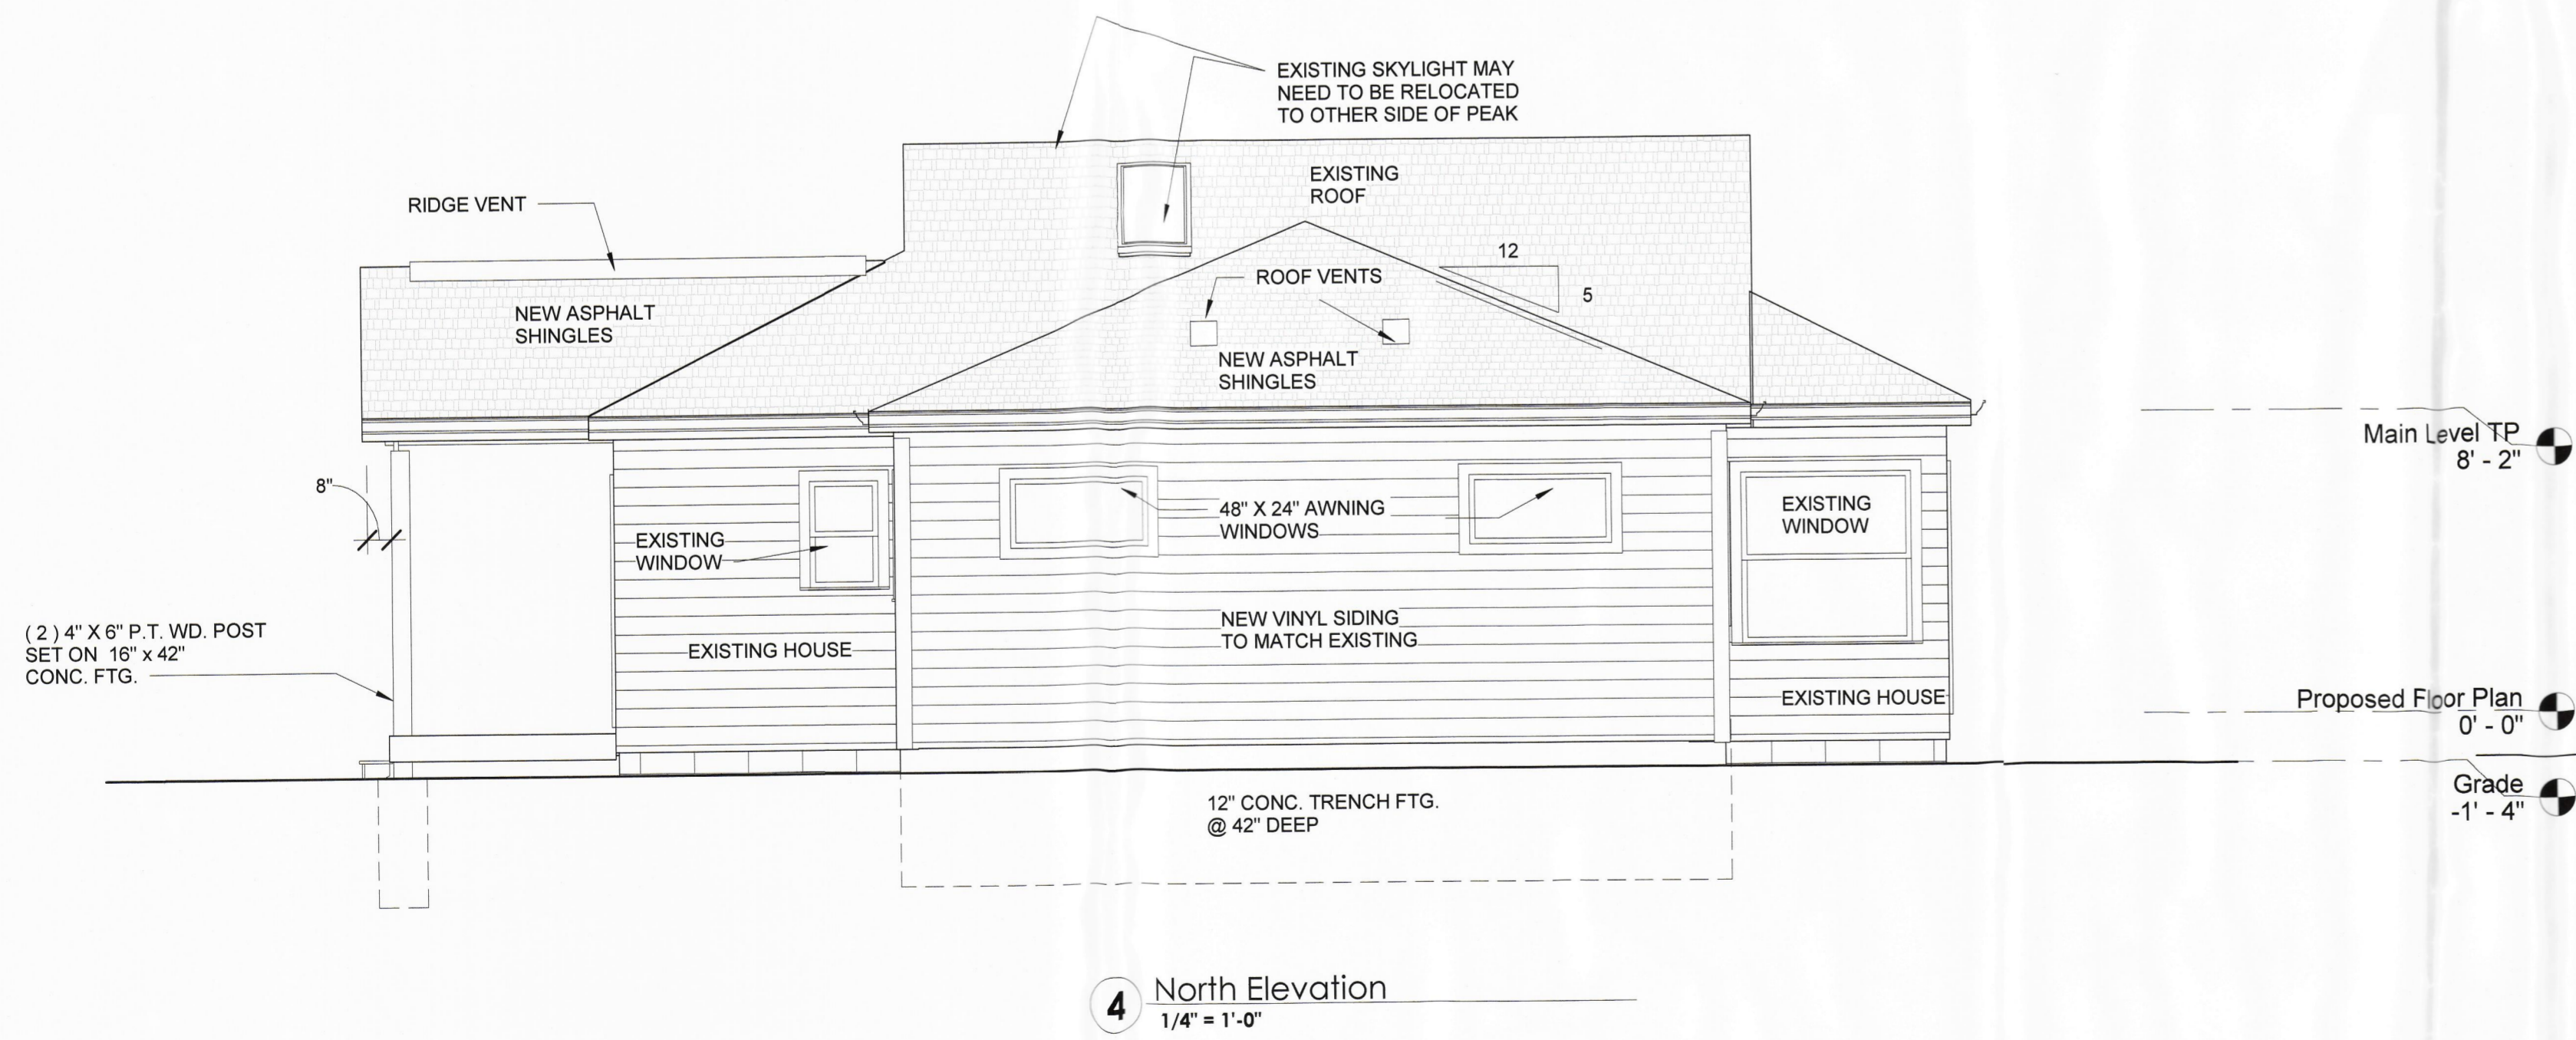 EXISTING SKYLIGHT MAY
NEED TO BE RELOCATED
TO OTHER SIDE OF PEAK
EXISTING
ROOF
RIDGE VENT
12
5
ROOF VENTS
NEW ASPHALT
SHINGLES
NEW ASPHALT
SHINGLES
Main Level TP
8' - 2"
8"
EXISTING
WINDOW
48" X 24" AWNING
WINDOWS
EXISTING
WINDOW
( 2 ) 4" X 6" P.T. WD. POST
SET ON 16" x 42"
CONC. FTG.
EXISTING HOUSE
NEW VINYL SIDING
TO MATCH EXISTING
EXISTING HOUSE
Proposed Floor Plan
0' - 0"
Grade
-1' - 4"
12" CONC. TRENCH FTG.
@ 42" DEEP
4
North Elevation
1/4" = 1'-0"